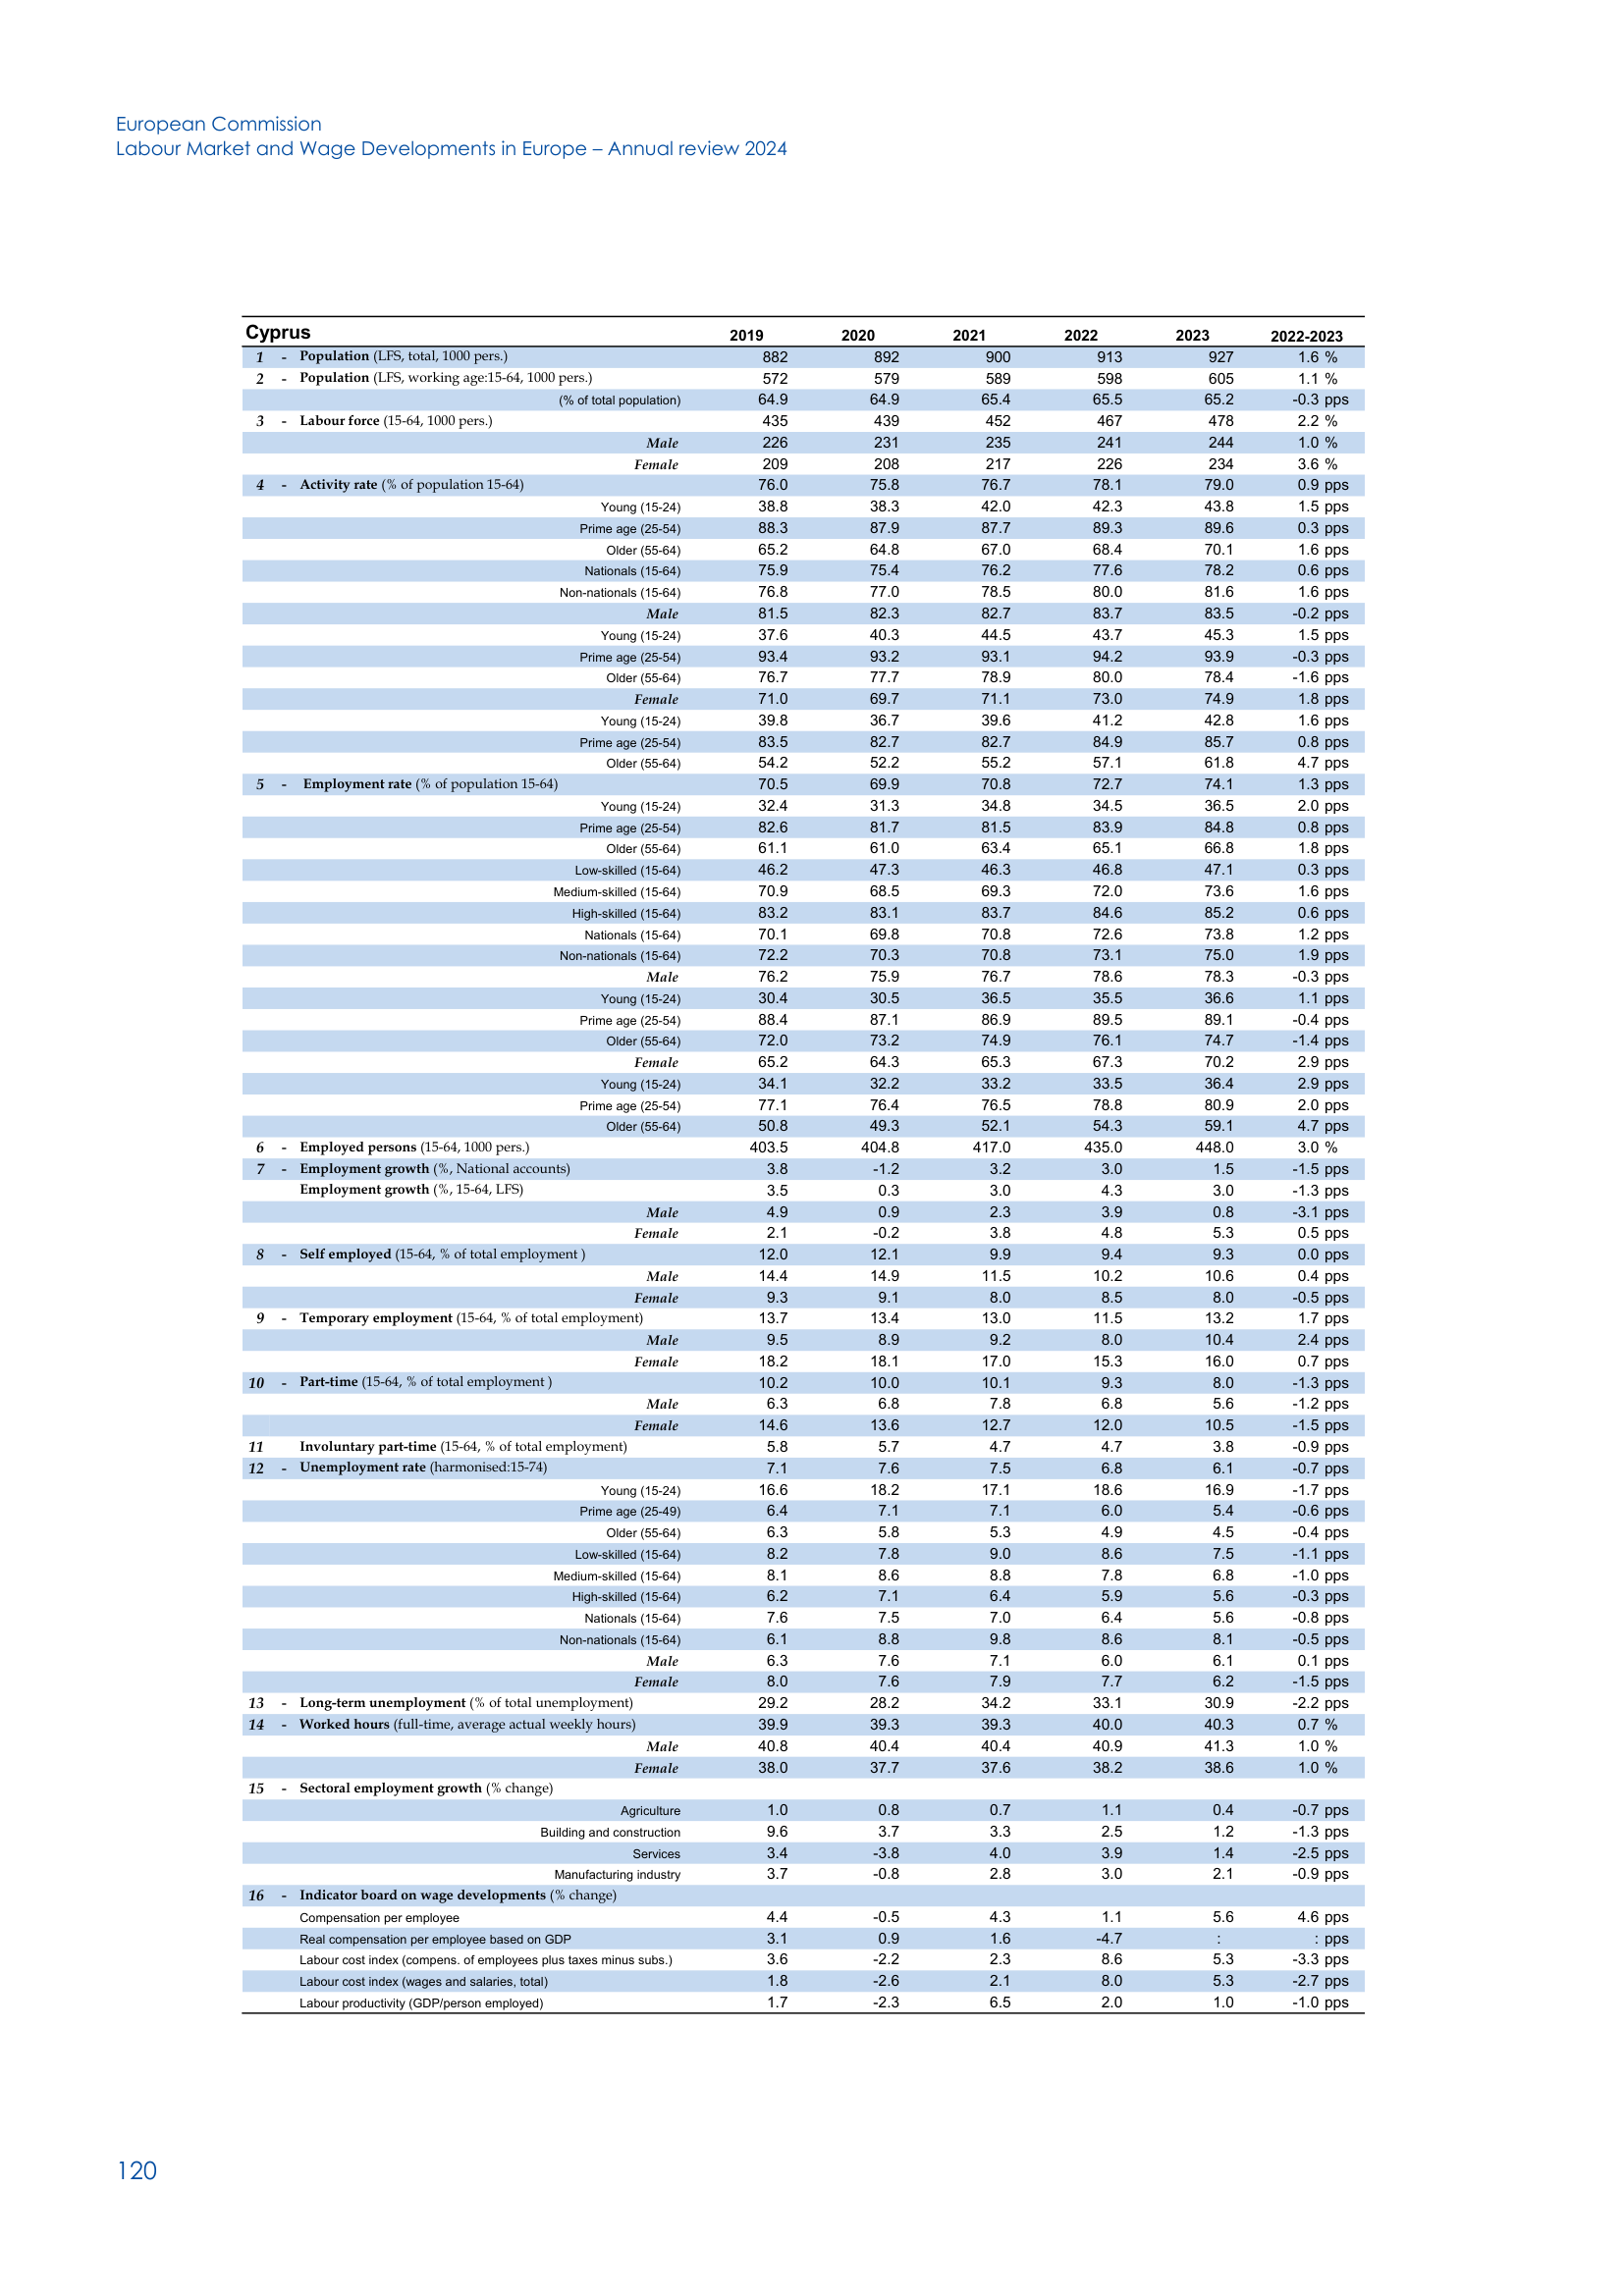 European Commission
Labour Market and Wage Developments in Europe – Annual review 2024
Cyprus 2019 2020 2021 2022 2023 2022-2023
1 - Population (LFS, total, 1000 pers.) 882 892 900 913 927 1.6 %
2 - Population (LFS, working age:15-64, 1000 pers.) 572 579 589 598 605 1.1 %
(% of total population) 64.9 64.9 65.4 65.5 65.2 -0.3 pps
3 - Labour force (15-64, 1000 pers.) 435 439 452 467 478 2.2 %
Male 226 231 235 241 244 1.0 %
Female 209 208 217 226 234 3.6 %
4 - Activity rate (% of population 15-64) 76.0 75.8 76.7 78.1 79.0 0.9 pps
Young (15-24) 38.8 38.3 42.0 42.3 43.8 1.5 pps
Prime age (25-54) 88.3 87.9 87.7 89.3 89.6 0.3 pps
Older (55-64) 65.2 64.8 67.0 68.4 70.1 1.6 pps
Nationals (15-64) 75.9 75.4 76.2 77.6 78.2 0.6 pps
Non-nationals (15-64) 76.8 77.0 78.5 80.0 81.6 1.6 pps
Male 81.5 82.3 82.7 83.7 83.5 -0.2 pps
Young (15-24) 37.6 40.3 44.5 43.7 45.3 1.5 pps
Prime age (25-54) 93.4 93.2 93.1 94.2 93.9 -0.3 pps
Older (55-64) 76.7 77.7 78.9 80.0 78.4 -1.6 pps
Female 71.0 69.7 71.1 73.0 74.9 1.8 pps
Young (15-24) 39.8 36.7 39.6 41.2 42.8 1.6 pps
Prime age (25-54) 83.5 82.7 82.7 84.9 85.7 0.8 pps
Older (55-64) 54.2 52.2 55.2 57.1 61.8 4.7 pps
5 - Employment rate (% of population 15-64) 70.5 69.9 70.8 72.7 74.1 1.3 pps
Young (15-24) 32.4 31.3 34.8 34.5 36.5 2.0 pps
Prime age (25-54) 82.6 81.7 81.5 83.9 84.8 0.8 pps
Older (55-64) 61.1 61.0 63.4 65.1 66.8 1.8 pps
Low-skilled (15-64) 46.2 47.3 46.3 46.8 47.1 0.3 pps
Medium-skilled (15-64) 70.9 68.5 69.3 72.0 73.6 1.6 pps
High-skilled (15-64) 83.2 83.1 83.7 84.6 85.2 0.6 pps
Nationals (15-64) 70.1 69.8 70.8 72.6 73.8 1.2 pps
Non-nationals (15-64) 72.2 70.3 70.8 73.1 75.0 1.9 pps
Male 76.2 75.9 76.7 78.6 78.3 -0.3 pps
Young (15-24) 30.4 30.5 36.5 35.5 36.6 1.1 pps
Prime age (25-54) 88.4 87.1 86.9 89.5 89.1 -0.4 pps
Older (55-64) 72.0 73.2 74.9 76.1 74.7 -1.4 pps
Female 65.2 64.3 65.3 67.3 70.2 2.9 pps
Young (15-24) 34.1 32.2 33.2 33.5 36.4 2.9 pps
Prime age (25-54) 77.1 76.4 76.5 78.8 80.9 2.0 pps
Older (55-64) 50.8 49.3 52.1 54.3 59.1 4.7 pps
6 - Employed persons (15-64, 1000 pers.) 403.5 404.8 417.0 435.0 448.0 3.0 %
7 - Employment growth (%, National accounts) 3.8 -1.2 3.2 3.0 1.5 -1.5 pps
Employment growth (%, 15-64, LFS) 3.5 0.3 3.0 4.3 3.0 -1.3 pps
Male 4.9 0.9 2.3 3.9 0.8 -3.1 pps
Female 2.1 -0.2 3.8 4.8 5.3 0.5 pps
8 - Self employed (15-64, % of total employment ) 12.0 12.1 9.9 9.4 9.3 0.0 pps
Male 14.4 14.9 11.5 10.2 10.6 0.4 pps
Female 9.3 9.1 8.0 8.5 8.0 -0.5 pps
9 - Temporary employment (15-64, % of total employment) 13.7 13.4 13.0 11.5 13.2 1.7 pps
Male 9.5 8.9 9.2 8.0 10.4 2.4 pps
Female 18.2 18.1 17.0 15.3 16.0 0.7 pps
10 - Part-time (15-64, % of total employment ) 10.2 10.0 10.1 9.3 8.0 -1.3 pps
Male 6.3 6.8 7.8 6.8 5.6 -1.2 pps
Female 14.6 13.6 12.7 12.0 10.5 -1.5 pps
11 Involuntary part-time (15-64, % of total employment) 5.8 5.7 4.7 4.7 3.8 -0.9 pps
12 - Unemployment rate (harmonised:15-74) 7.1 7.6 7.5 6.8 6.1 -0.7 pps
Young (15-24) 16.6 18.2 17.1 18.6 16.9 -1.7 pps
Prime age (25-49) 6.4 7.1 7.1 6.0 5.4 -0.6 pps
Older (55-64) 6.3 5.8 5.3 4.9 4.5 -0.4 pps
Low-skilled (15-64) 8.2 7.8 9.0 8.6 7.5 -1.1 pps
Medium-skilled (15-64) 8.1 8.6 8.8 7.8 6.8 -1.0 pps
High-skilled (15-64) 6.2 7.1 6.4 5.9 5.6 -0.3 pps
Nationals (15-64) 7.6 7.5 7.0 6.4 5.6 -0.8 pps
Non-nationals (15-64) 6.1 8.8 9.8 8.6 8.1 -0.5 pps
Male 6.3 7.6 7.1 6.0 6.1 0.1 pps
Female 8.0 7.6 7.9 7.7 6.2 -1.5 pps
13 - Long-term unemployment (% of total unemployment) 29.2 28.2 34.2 33.1 30.9 -2.2 pps
14 - Worked hours (full-time, average actual weekly hours) 39.9 39.3 39.3 40.0 40.3 0.7 %
Male 40.8 40.4 40.4 40.9 41.3 1.0 %
Female 38.0 37.7 37.6 38.2 38.6 1.0 %
15 - Sectoral employment growth (% change)
Agriculture 1.0 0.8 0.7 1.1 0.4 -0.7 pps
Building and construction 9.6 3.7 3.3 2.5 1.2 -1.3 pps
Services 3.4 -3.8 4.0 3.9 1.4 -2.5 pps
Manufacturing industry 3.7 -0.8 2.8 3.0 2.1 -0.9 pps
16 - Indicator board on wage developments (% change)
Compensation per employee 4.4 -0.5 4.3 1.1 5.6 4.6 pps
Real compensation per employee based on GDP 3.1 0.9 1.6 -4.7 : : pps
Labour cost index (compens. of employees plus taxes minus subs.) 3.6 -2.2 2.3 8.6 5.3 -3.3 pps
Labour cost index (wages and salaries, total) 1.8 -2.6 2.1 8.0 5.3 -2.7 pps
Labour productivity (GDP/person employed) 1.7 -2.3 6.5 2.0 1.0 -1.0 pps
120